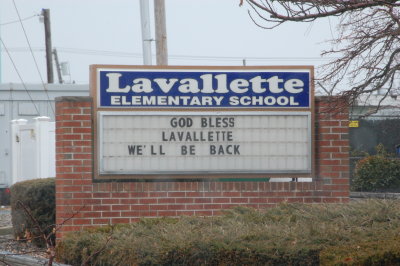 Lavallette
ELEMENTARY SCHOOL
GOD BLESS
LAVALLETTE
WE'LL BE BACK